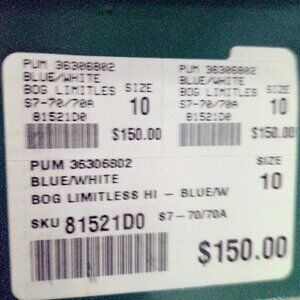 PUM 36306802
BLUE/WHITE
BOG LIMITLES SIZE
S7-70/70A 10
81521D0
$150.00
PUM 36306802
BLUE/WHITE
BOG LIMITLES SIZE
S7-70/70A 10
81521D0
$150.00
PUM 36306802 SIZE
BLUE/WHITE 10
BOG LIMITLESS HI - BLUE/W
SKU 81521D0 S7-70/70A
$150.00